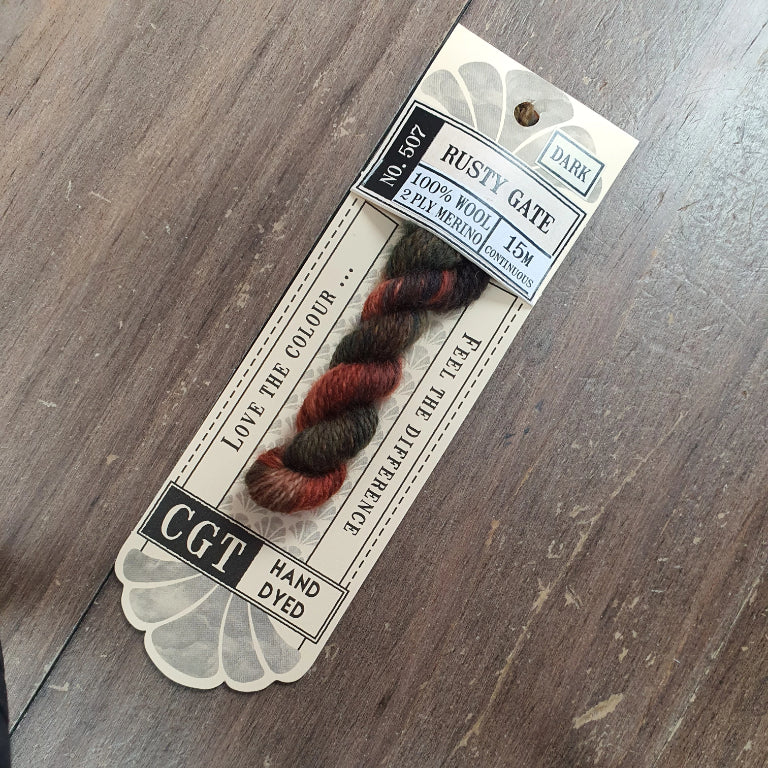 DARK
NO. 507
RUSTY GATE
100% WOOL
2 PLY MERINO
15M
CONTINUOUS
LOVE THE COLOUR ...
FEEL THE DIFFERENCE
CGT
HAND
DYED